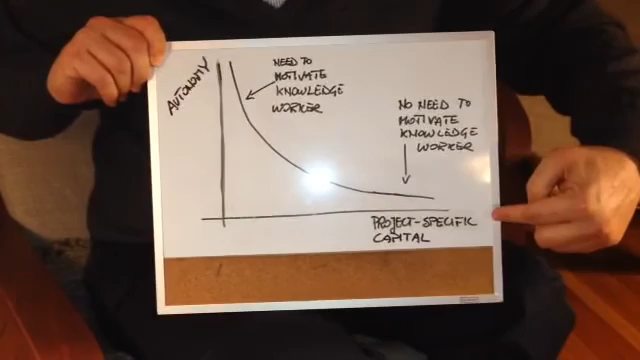 AUTONOMY
NEED TO
MOTIVATE
KNOWLEDGE
WORKER
NO NEED TO
MOTIVATE
KNOWLEDGE
WORKER
PROJECT-SPECIFIC
CAPITAL